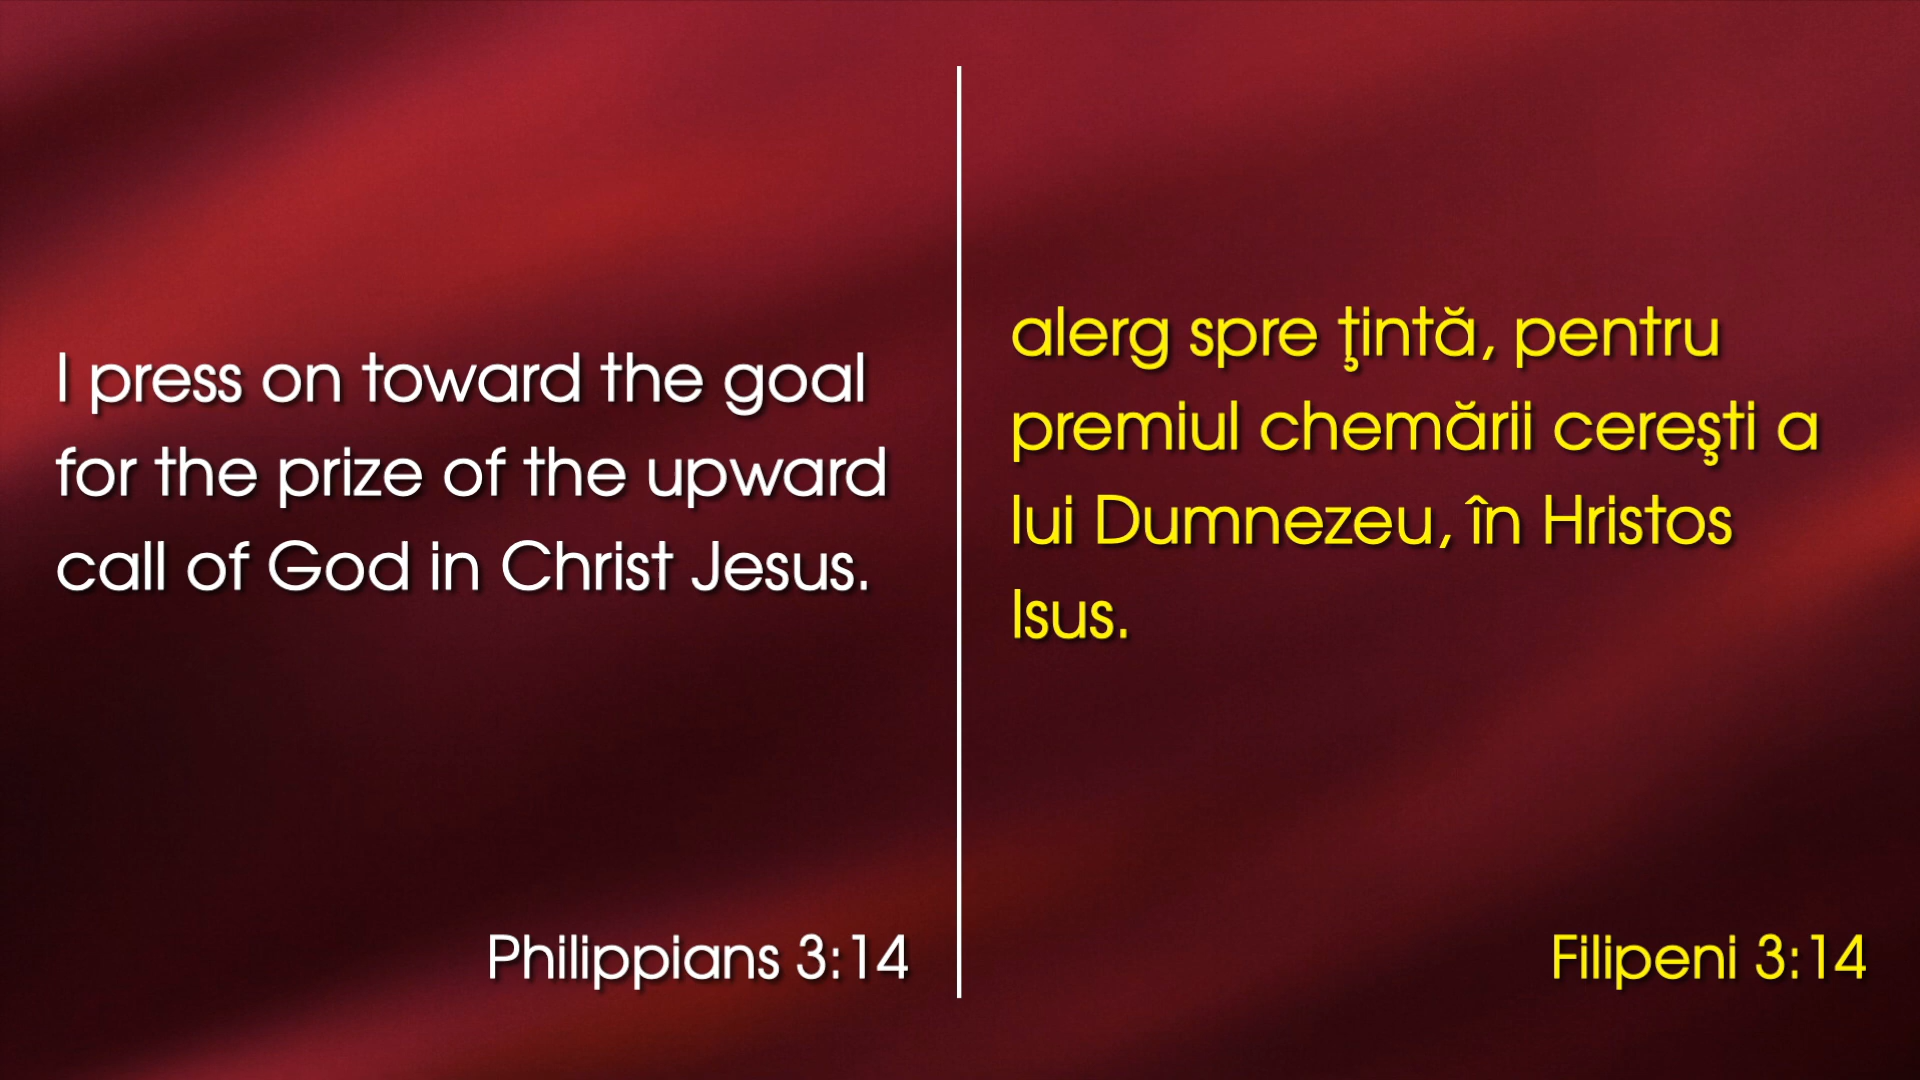 I press on toward the goal
for the prize of the upward
call of God in Christ Jesus.
Philippians 3:14
alerg spre ţintă, pentru
premiul chemării cereşti a
lui Dumnezeu, în Hristos
Isus.
Filipeni 3:14